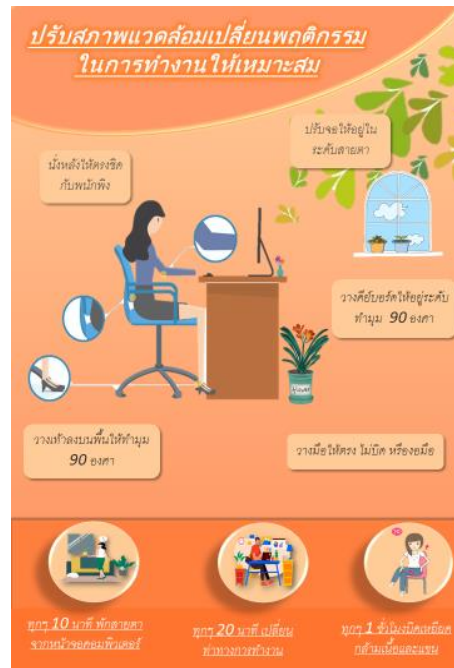 ปรับสภาพแวดล้อมเปลี่ยนพฤติกรรม
ในการทำงานให้เหมาะสม
ปรับจอให้อยู่ใน
ระดับสายตา
นั่งหลังให้ตรงชิด
กับพนักพิง
วางคีย์บอร์ดให้อยู่ระดับ
ทำมุม 90 องศา
วางเท้าลงบนพื้นให้ทำมุม
90 องศา
วางมือให้ตรง ไม่บิด หรืองอมือ
ทุกๆ 10 นาที พักสายตา
จากหน้าจอคอมพิวเตอร์
ทุกๆ 20 นาที เปลี่ยน
ท่าทางการทำงาน
ทุกๆ 1 ชั่วโมงบิดเหยียด
กล้ามเนื้อและแขน